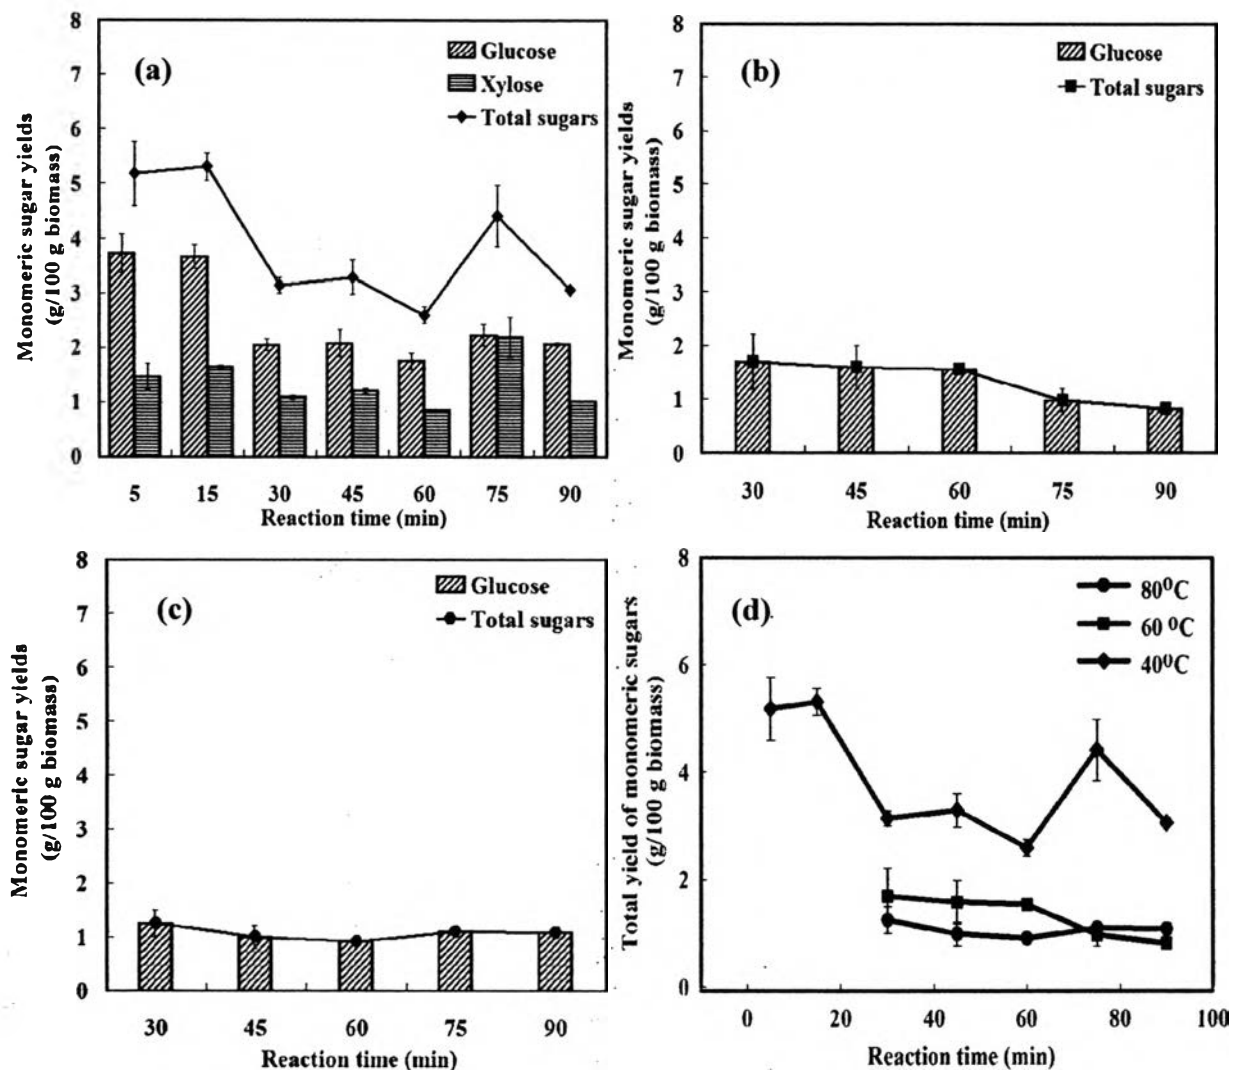 8
7
6
5
4
3
2
1
0
Monomeric sugar yields
(g/100 g biomass)
(a)
Glucose
Xylose
Total sugars
5 15 30 45 60 75 90
Reaction time (min)
8
7
6
5
4
3
2
1
0
Monomeric sugar yields
(g/100 g biomass)
(b)
Glucose
Total sugars
30 45 60 75 90
Reaction time (min)
8
7
6
5
4
3
2
1
0
Monomeric sugar yields
(g/100 g biomass)
(c)
Glucose
Total sugars
30 45 60 75 90
Reaction time (min)
8
6
4
2
0
Total yield of monomeric sugars
(g/100 g biomass)
(d)
80⁰C
60 ⁰C
40⁰C
0 20 40 60 80 100
Reaction time (min)